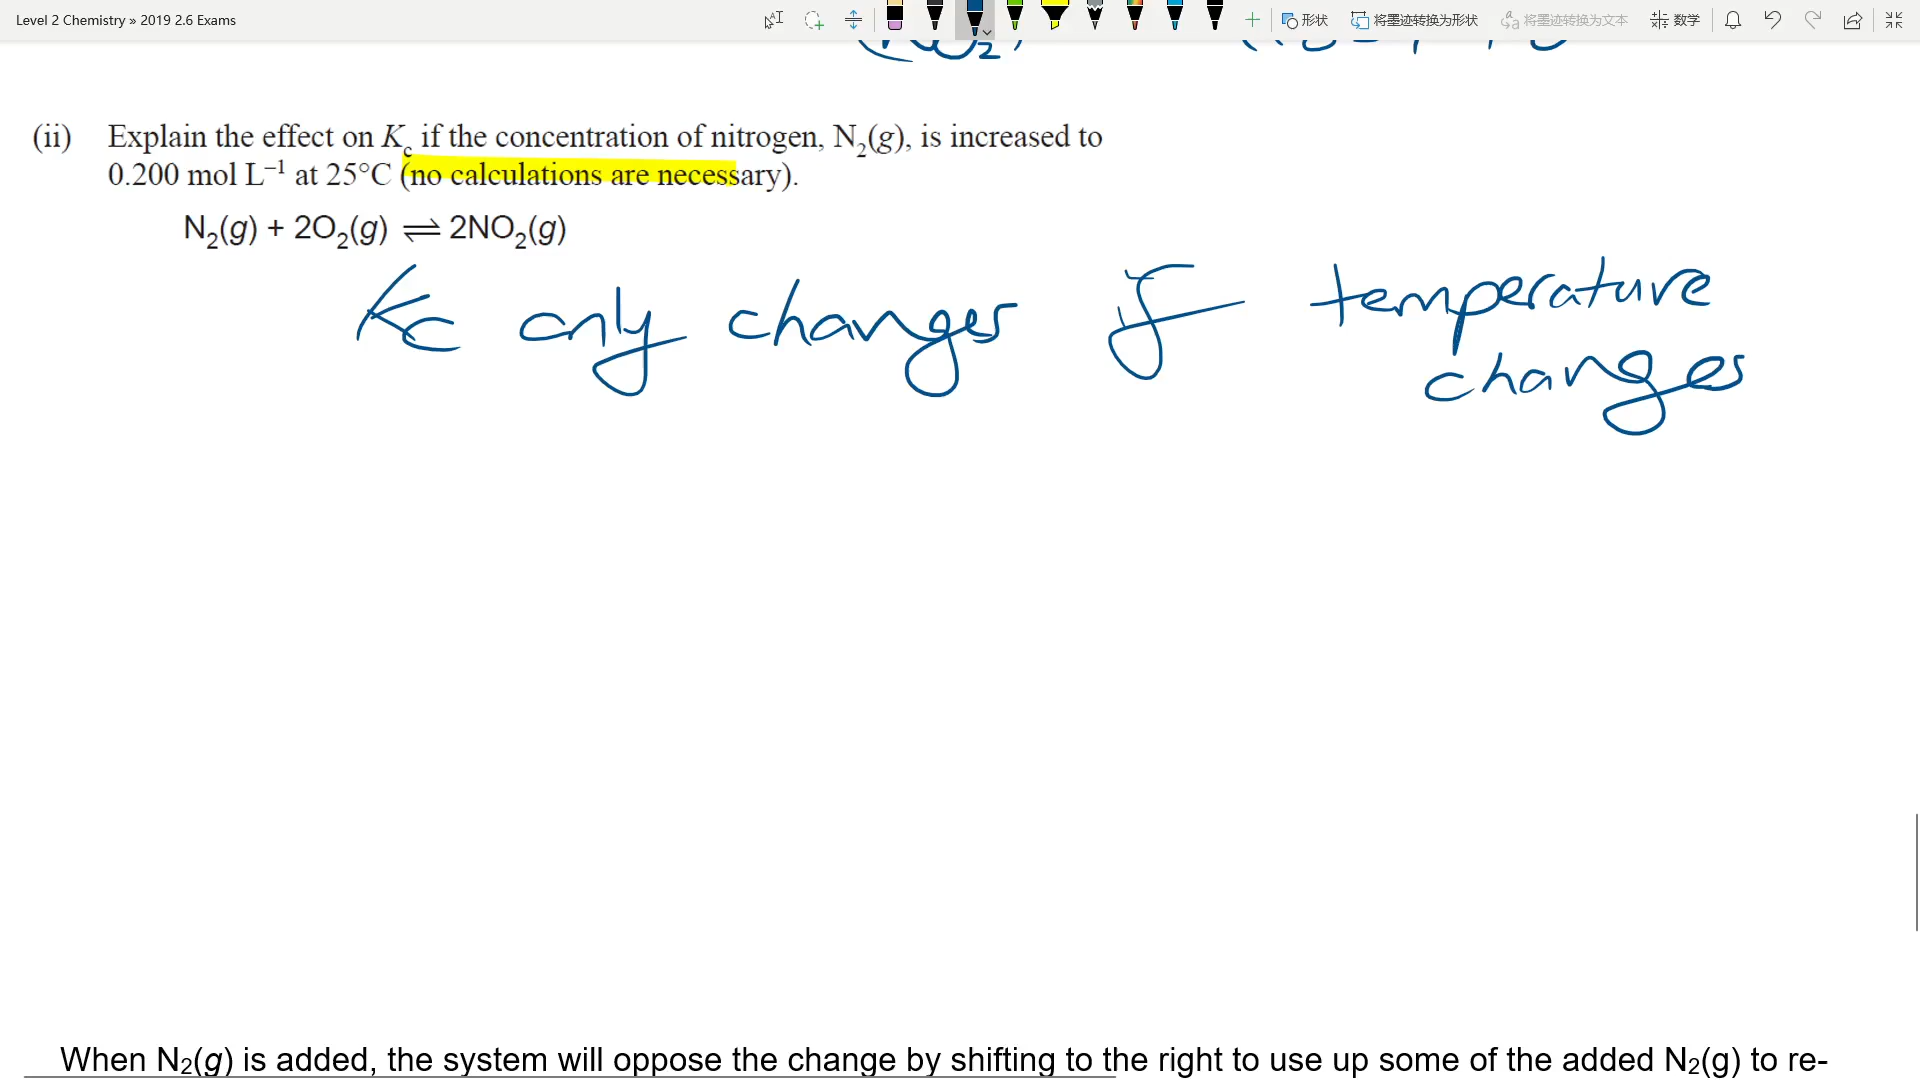 Level 2 Chemistry » 2019 2.6 Exams 形状 将墨迹转换为形状 将墨迹转换为文本 数学
(ii) Explain the effect on Kc if the concentration of nitrogen, N2(g), is increased to
0.200 mol L−1 at 25°C (no calculations are necessary).
N2(g) + 2O2(g) ⇌ 2NO2(g)
Kc only changes if temperature
changes
When N2(g) is added, the system will oppose the change by shifting to the right to use up some of the added N2(g) to re-